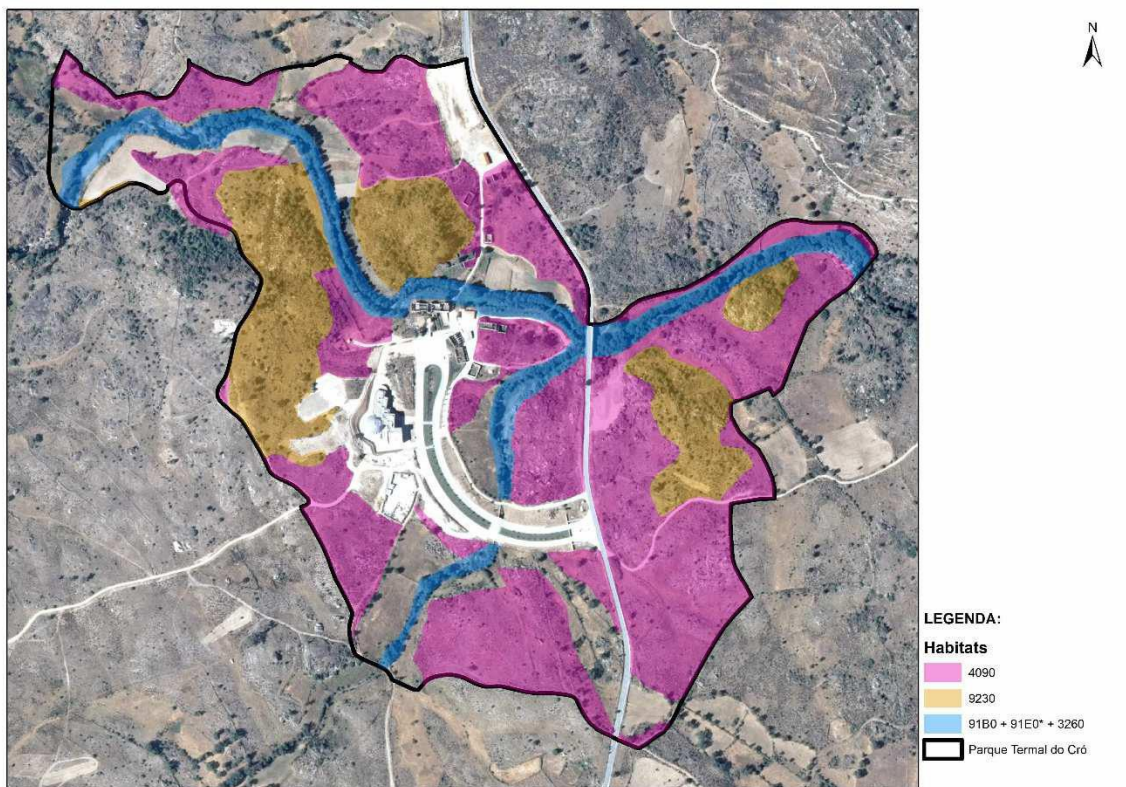 N
LEGENDA:
Habitats
4090
9230
91B0 + 91E0* + 3260
Parque Termal do Cró